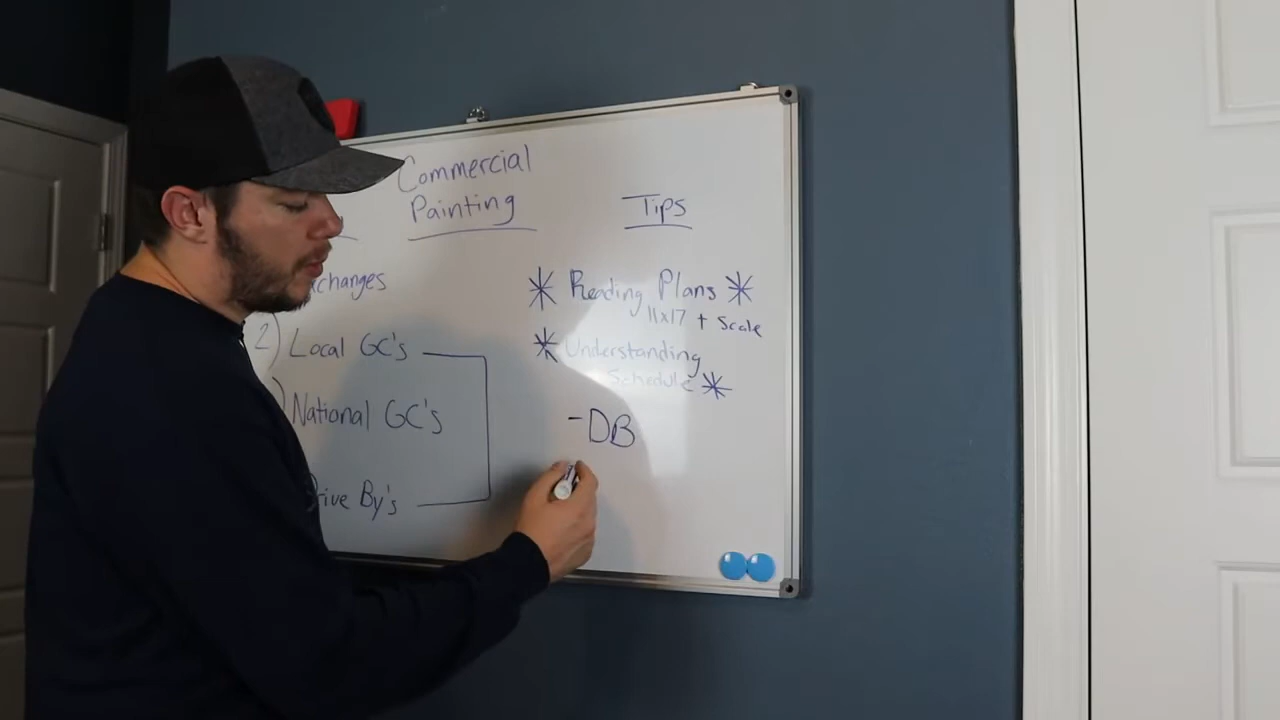 Commercial
Painting
Tips
changes
2) Local GC's
National GC's
rive By's
* Reading Plans *
11x17 + Scale
* Understanding
Schedule *
-DB